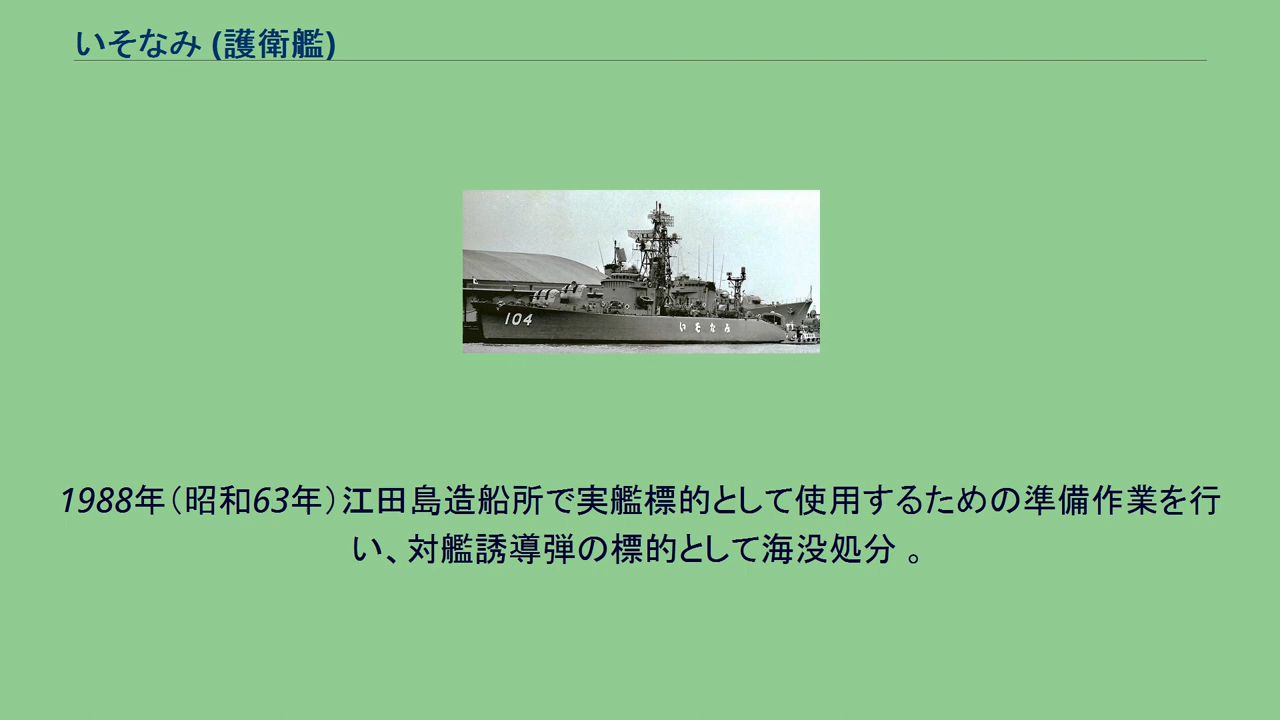 いそなみ (護衛艦)
104
いそなみ
1988年（昭和63年）江田島造船所で実艦標的として使用するための準備作業を行
い、対艦誘導弾の標的として海没処分 。